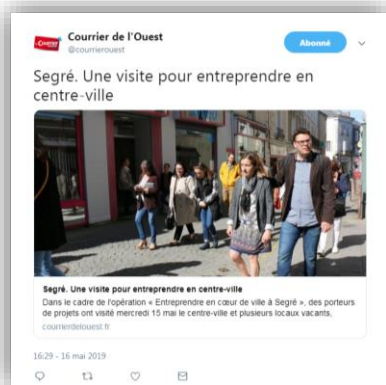 Courrier de l'Ouest
@courrierouest
Abonné
Segré. Une visite pour entreprendre en
centre-ville
Segré. Une visite pour entreprendre en centre-ville
Dans le cadre de l'opération « Entreprendre en cœur de ville à Segré », des porteurs
de projets ont visité mercredi 15 mai le centre-ville et plusieurs locaux vacants,
courrierdelouest.fr
16:29 - 16 mai 2019